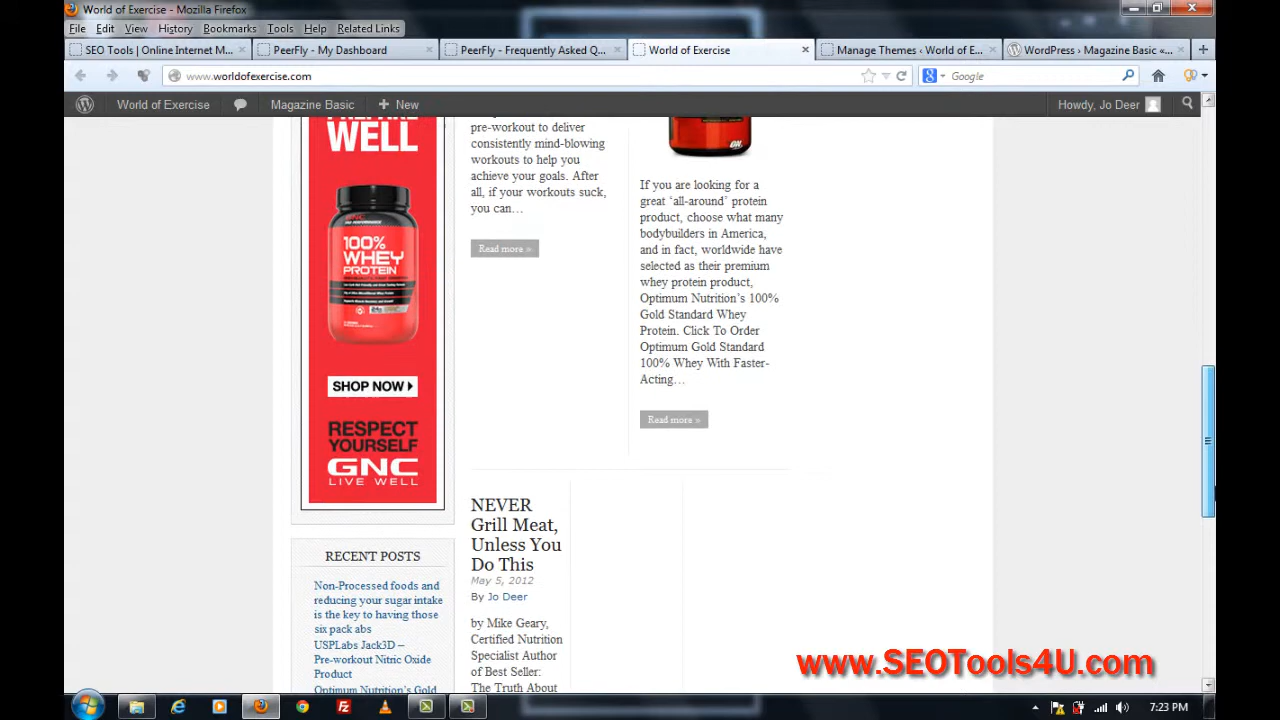 World of Exercise - Mozilla Firefox
File Edit View History Bookmarks Tools Help Related Links
SEO Tools | Online Internet M...
PeerFly - My Dashboard
PeerFly - Frequently Asked Q...
World of Exercise
Manage Themes ‹ World of E...
WordPress › Magazine Basic «...
www.worldofexercise.com
Google
World of Exercise
Magazine Basic
New
Howdy, Jo Deer
WELL
GNC
100%
WHEY
PROTEIN
SHOP NOW
RESPECT
YOURSELF
GNC
LIVE WELL
RECENT POSTS
Non-Processed foods and
reducing your sugar intake
is the key to having those
six pack abs
USPLabs Jack3D –
Pre-workout Nitric Oxide
Product
Optimum Nutrition's Gold
pre-workout to deliver
consistently mind-blowing
workouts to help you
achieve your goals. After
all, if your workouts suck,
you can…
Read more »
ON
If you are looking for a
great ‘all-around’ protein
product, choose what many
bodybuilders in America,
and in fact, worldwide have
selected as their premium
whey protein product,
Optimum Nutrition’s 100%
Gold Standard Whey
Protein. Click To Order
Optimum Gold Standard
100% Whey With Faster-
Acting…
Read more »
NEVER
Grill Meat,
Unless You
Do This
May 5, 2012
By Jo Deer
by Mike Geary,
Certified Nutrition
Specialist Author
of Best Seller:
The Truth About
www.SEOTools4U.com
7:23 PM